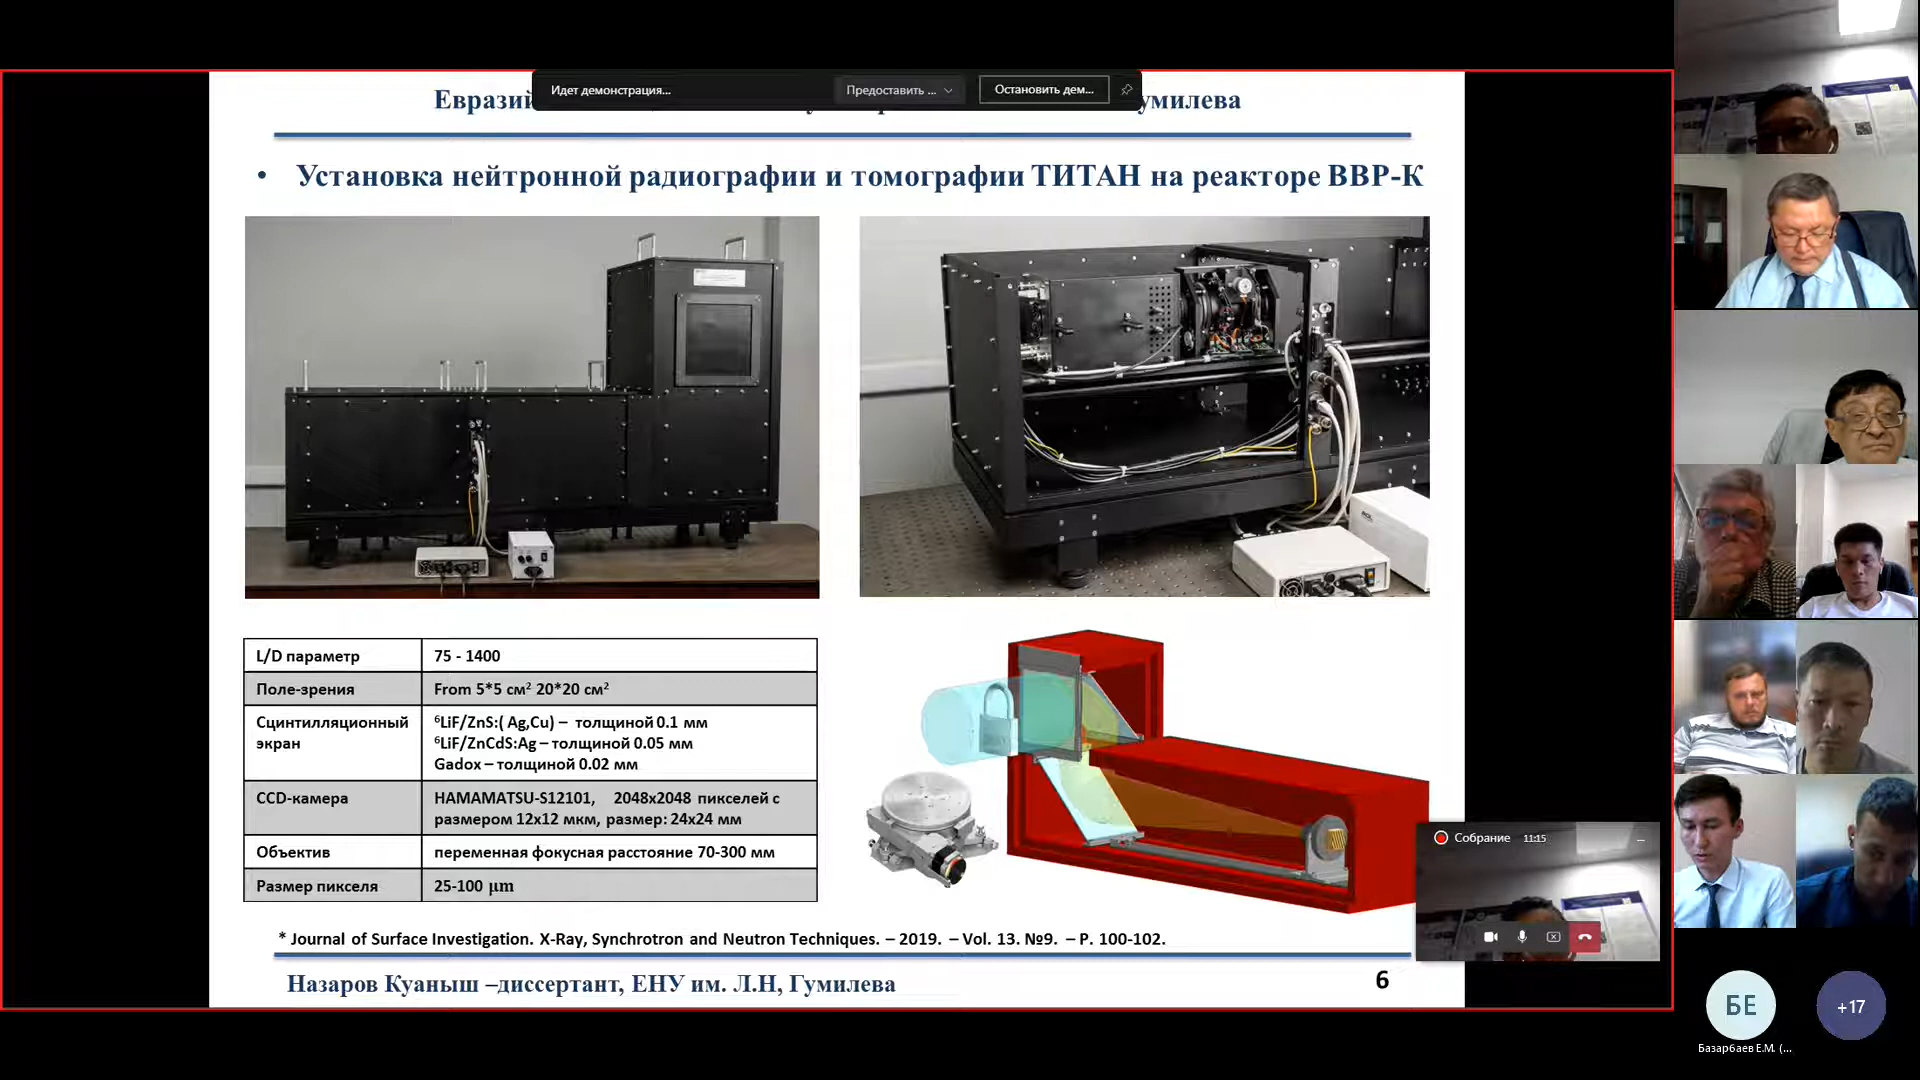 Идет демонстрация...
Предоставить ...
Остановить дем...
Евразий
умилева
• Установка нейтронной радиографии и томографии ТИТАН на реакторе ВВР-К
L/D параметр 75 - 1400
Поле-зрения From 5*5 см² 20*20 см²
Сцинтилляционный экран
⁶LiF/ZnS:( Ag,Cu) – толщиной 0.1 мм
⁶LiF/ZnCdS:Ag – толщиной 0.05 мм
Gadox – толщиной 0.02 мм
CCD-камера
HAMAMATSU-S12101, 2048x2048 пикселей с
размером 12x12 мкм, размер: 24x24 мм
Объектив переменная фокусная расстояние 70-300 мм
Размер пикселя 25-100 μm
* Journal of Surface Investigation. X-Ray, Synchrotron and Neutron Techniques. – 2019. – Vol. 13. №9. – P. 100-102.
Назаров Куаныш –диссертант, ЕНУ им. Л.Н, Гумилева
6
Собрание 11:15
БЕ
+17
Базарбаев Е.М. (...